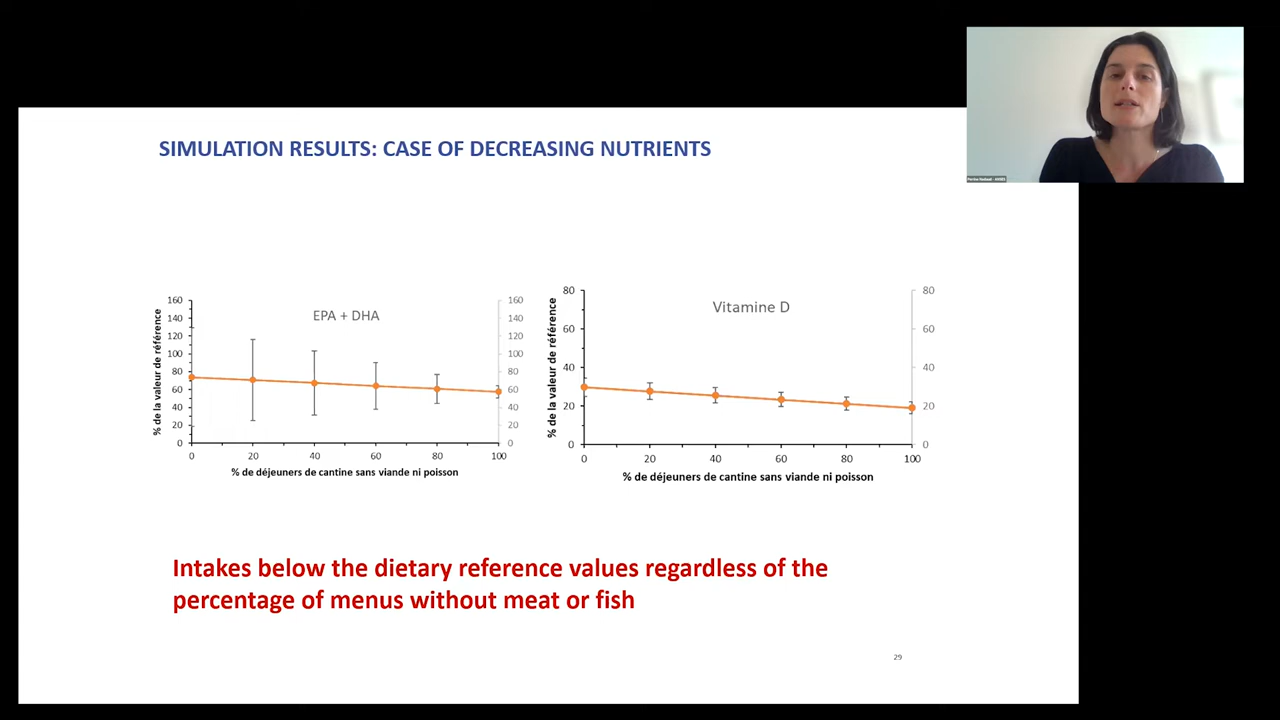 SIMULATION RESULTS: CASE OF DECREASING NUTRIENTS
EPA + DHA
% de la valeur de référence
160
140
120
100
80
60
40
20
0
160
140
120
100
80
60
40
20
0
0 20 40 60 80 100
% de déjeuners de cantine sans viande ni poisson
Vitamine D
% de la valeur de référence
80
60
40
20
0
80
60
40
20
0
0 20 40 60 80 100
% de déjeuners de cantine sans viande ni poisson
Intakes below the dietary reference values regardless of the
percentage of menus without meat or fish
29